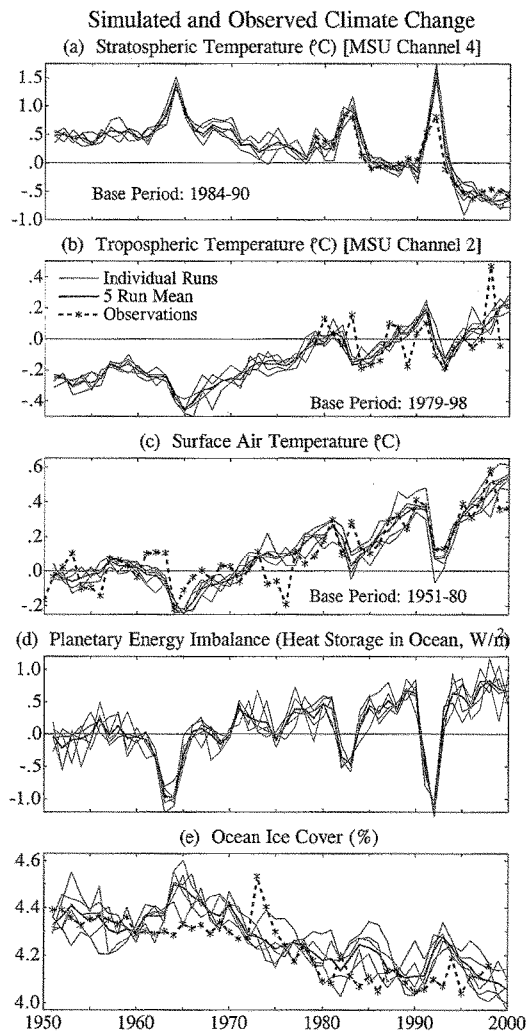 Simulated and Observed Climate Change
(a) Stratospheric Temperature (°C) [MSU Channel 4]
1.5
1.0
.5
.0
-.5
-1.0
Base Period: 1984-90
(b) Tropospheric Temperature (°C) [MSU Channel 2]
.4
.2
.0
-.2
-.4
Individual Runs
5 Run Mean
Observations
Base Period: 1979-98
(c) Surface Air Temperature (°C)
.6
.4
.2
.0
-.2
Base Period: 1951-80
(d) Planetary Energy Imbalance (Heat Storage in Ocean, W/m²)
1.0
.5
.0
-.5
-1.0
(e) Ocean Ice Cover (%)
4.6
4.4
4.2
4.0
1950 1960 1970 1980 1990 2000